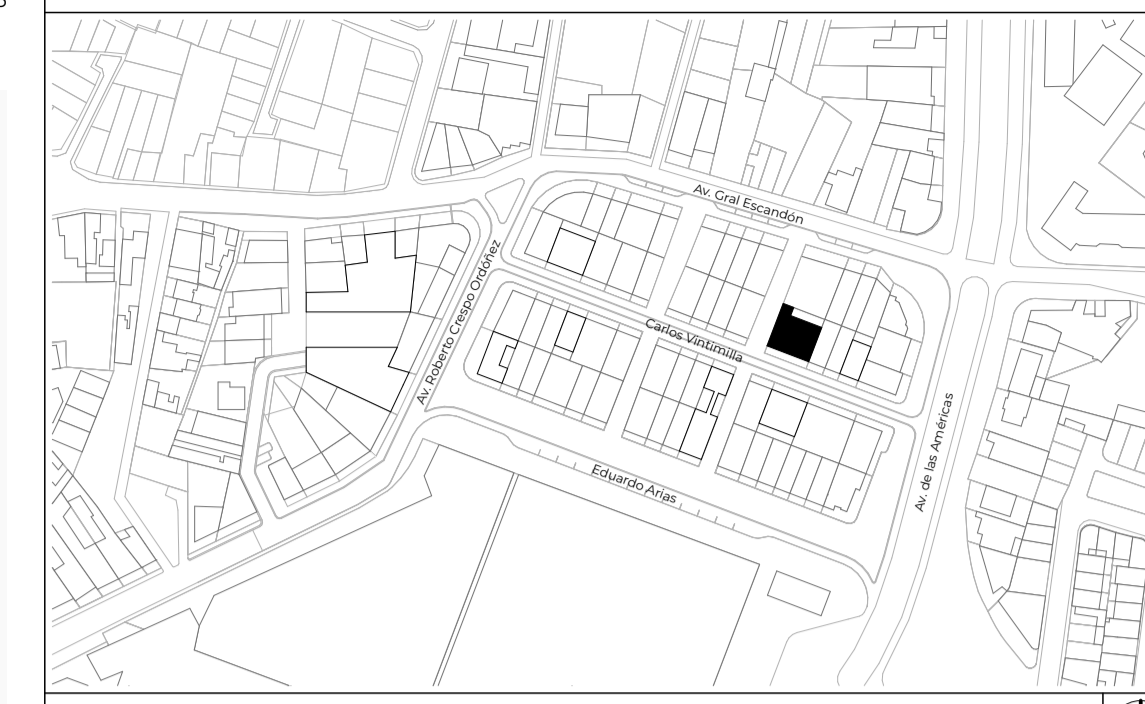 Av. Gral Escandón
Av. Roberto Crespo Ordóñez
Carlos Vintimilla
Av. de las Américas
Eduardo Arias